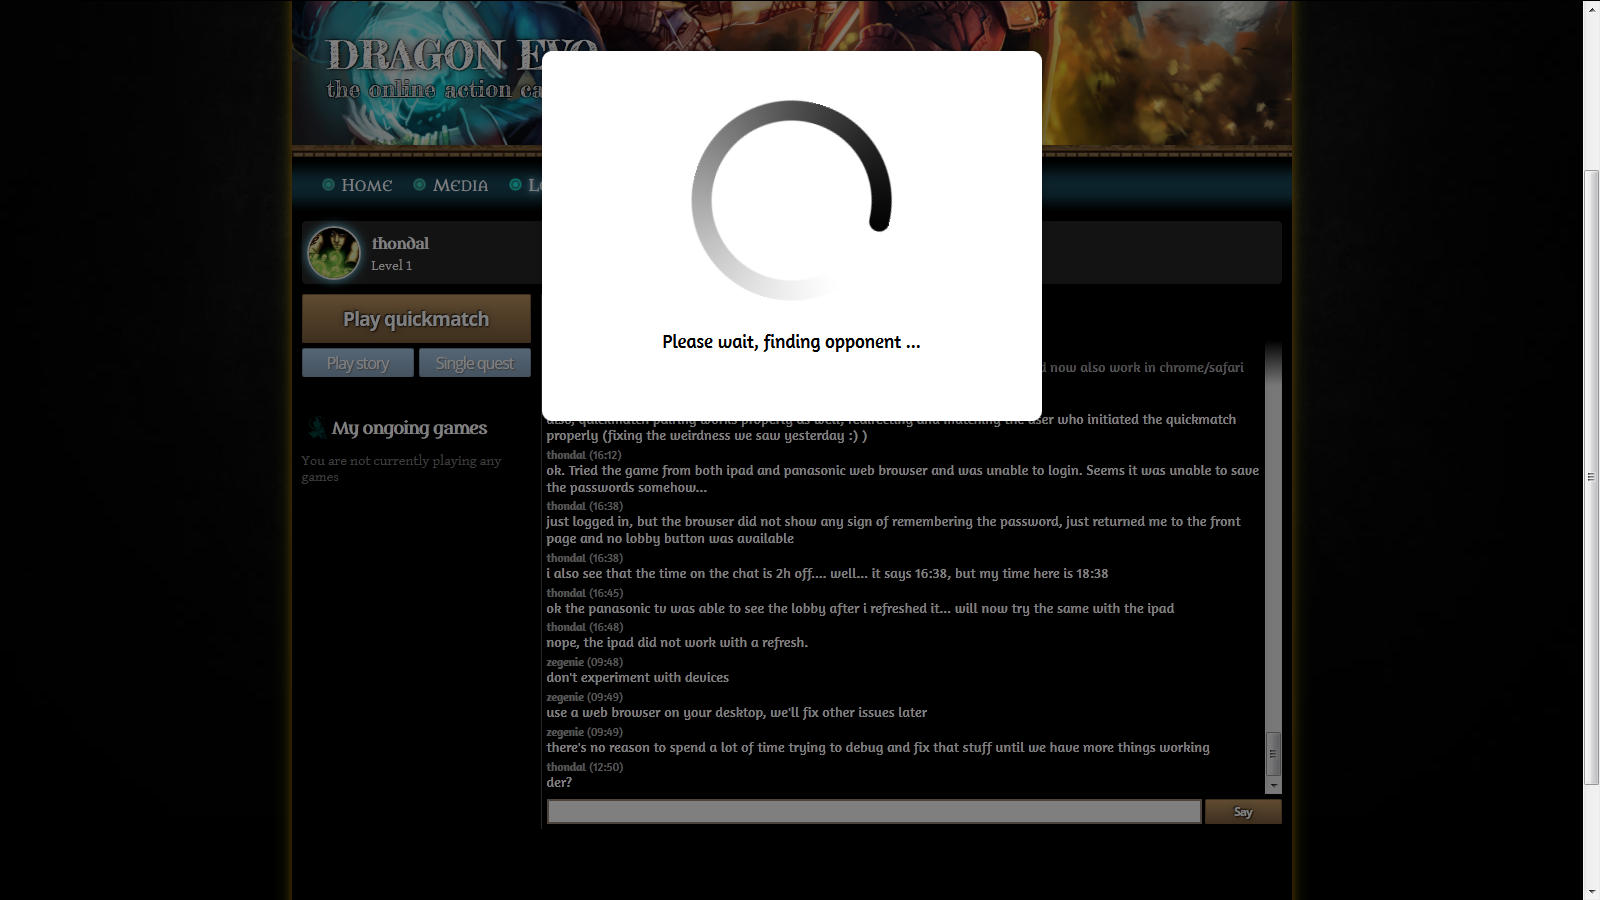 DRAGON EVO
the online action ca
Home
Media
thondal
Level 1
Play quickmatch
Play story
Single quest
My ongoing games
You are not currently playing any
games
Please wait, finding opponent ...
now also work in chrome/safari
also, quickmatch pairing works properly as well, redirecting and matching the user who initiated the quickmatch
properly (fixing the weirdness we saw yesterday :) )
thondal (16:12)
ok. Tried the game from both ipad and panasonic web browser and was unable to login. Seems it was unable to save
the passwords somehow...
thondal (16:38)
just logged in, but the browser did not show any sign of remembering the password, just returned me to the front
page and no lobby button was available
thondal (16:38)
i also see that the time on the chat is 2h off.... well... it says 16:38, but my time here is 18:38
thondal (16:45)
ok the panasonic tv was able to see the lobby after i refreshed it... will now try the same with the ipad
thondal (16:48)
nope, the ipad did not work with a refresh.
zegenie (09:48)
don't experiment with devices
zegenie (09:49)
use a web browser on your desktop, we'll fix other issues later
zegenie (09:49)
there's no reason to spend a lot of time trying to debug and fix that stuff until we have more things working
thondal (12:50)
der?
Say